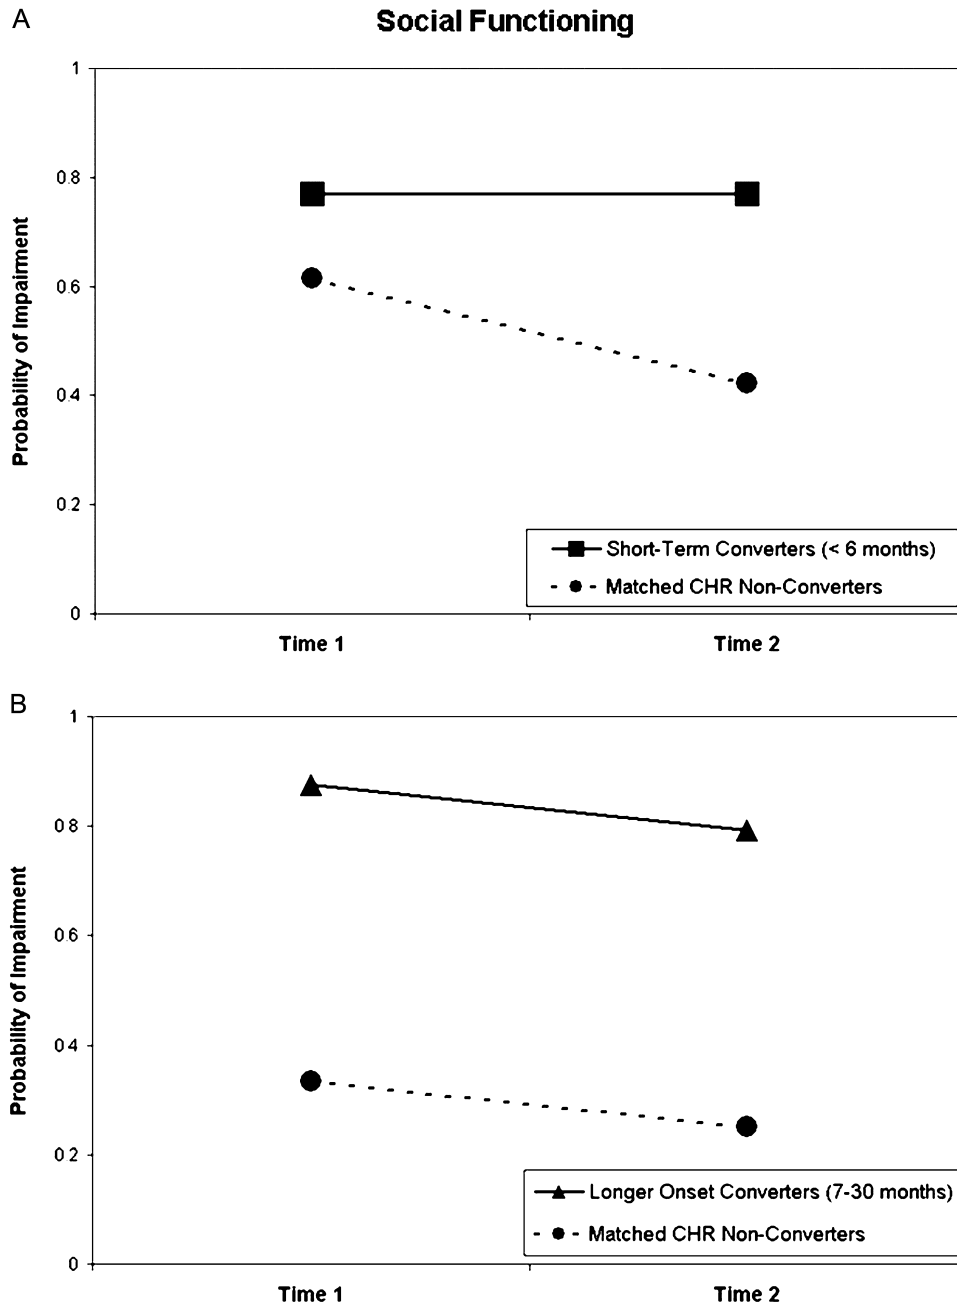 A
Social Functioning
1
0.8
0.6
0.4
0.2
0
Probability of Impairment
Short-Term Converters (< 6 months)
Matched CHR Non-Converters
Time 1 Time 2
B
1
0.8
0.6
0.4
0.2
0
Probability of Impairment
Longer Onset Converters (7-30 months)
Matched CHR Non-Converters
Time 1 Time 2